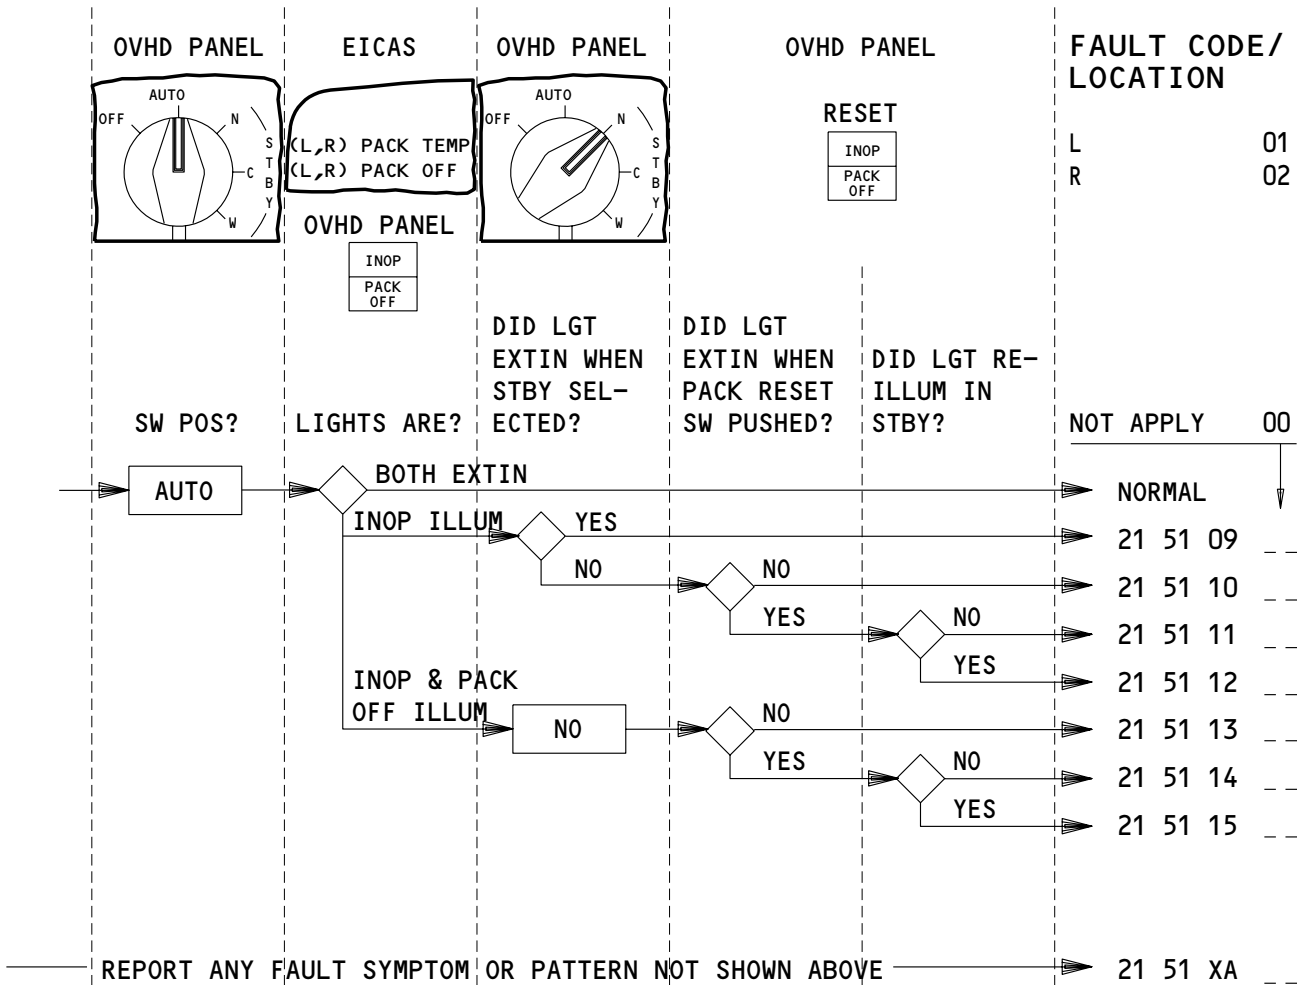 OVHD PANEL
EICAS
OVHD PANEL
OVHD PANEL
FAULT CODE/
LOCATION
AUTO
OFF
N
C
W
STBY
(L,R) PACK TEMP
(L,R) PACK OFF
OVHD PANEL
INOP
PACK
OFF
AUTO
OFF
N
C
W
STBY
RESET
INOP
PACK
OFF
L 01
R 02
SW POS?
LIGHTS ARE?
DID LGT
EXTIN WHEN
STBY SEL-
ECTED?
DID LGT
EXTIN WHEN
PACK RESET
SW PUSHED?
DID LGT RE-
ILLUM IN
STBY?
NOT APPLY 00
AUTO
BOTH EXTIN
NORMAL
INOP ILLUM
YES
21 51 09 _ _
NO
NO
21 51 10 _ _
YES
NO
21 51 11 _ _
YES
21 51 12 _ _
INOP & PACK
OFF ILLUM
NO
NO
21 51 13 _ _
YES
NO
21 51 14 _ _
YES
21 51 15 _ _
REPORT ANY FAULT SYMPTOM OR PATTERN NOT SHOWN ABOVE
21 51 XA _ _